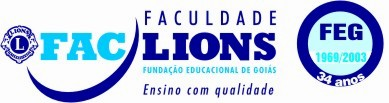 FACULDADE
FAC LIONS
FUNDAÇÃO EDUCACIONAL DE GOIÁS
Ensino com qualidade
FEG
1969/2003
34 anos